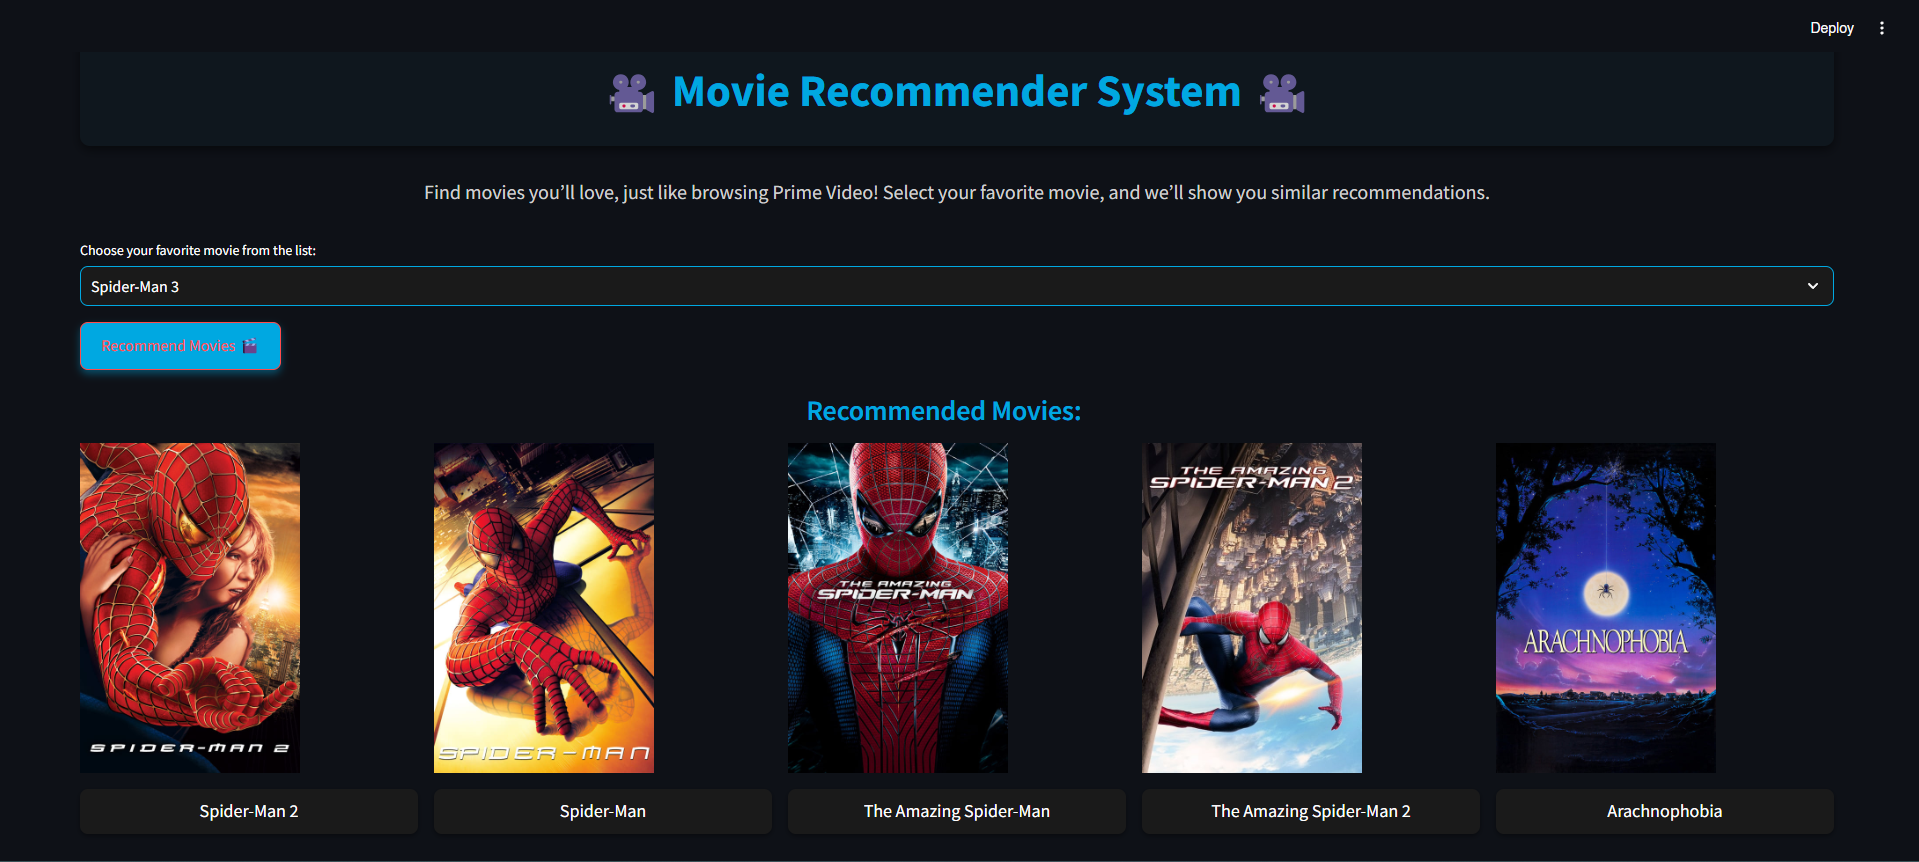 Deploy
Movie Recommender System
Find movies you’ll love, just like browsing Prime Video! Select your favorite movie, and we’ll show you similar recommendations.
Choose your favorite movie from the list:
Spider-Man 3
Recommend Movies
Recommended Movies:
SPIDER-MAN 2
SPIDER-MAN
THE AMAZING
SPIDER-MAN
THE AMAZING
SPIDER-MAN 2
ARACHNOPHOBIA
Spider-Man 2
Spider-Man
The Amazing Spider-Man
The Amazing Spider-Man 2
Arachnophobia